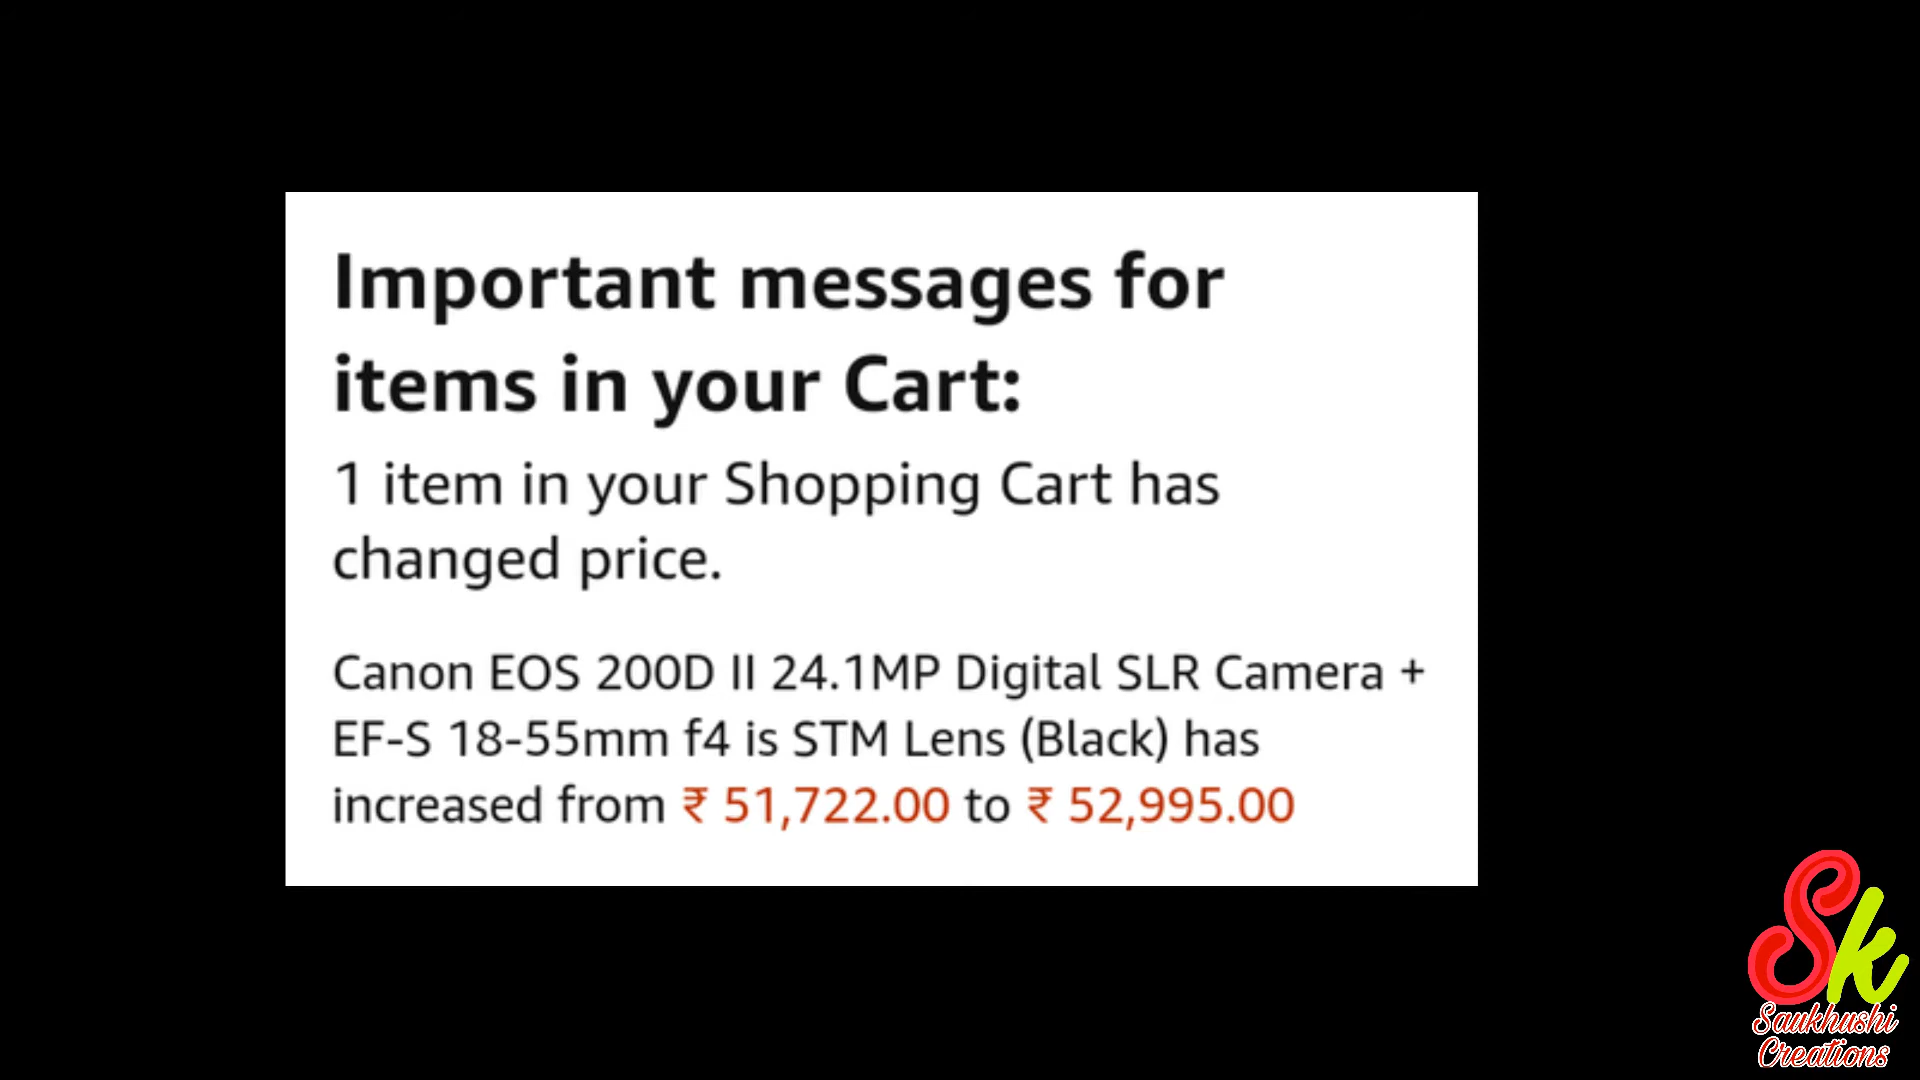 Important messages for
items in your Cart:
1 item in your Shopping Cart has
changed price.
Canon EOS 200D II 24.1MP Digital SLR Camera +
EF-S 18-55mm f4 is STM Lens (Black) has
increased from ₹ 51,722.00 to ₹ 52,995.00
Sk
Saukhushi
Creations